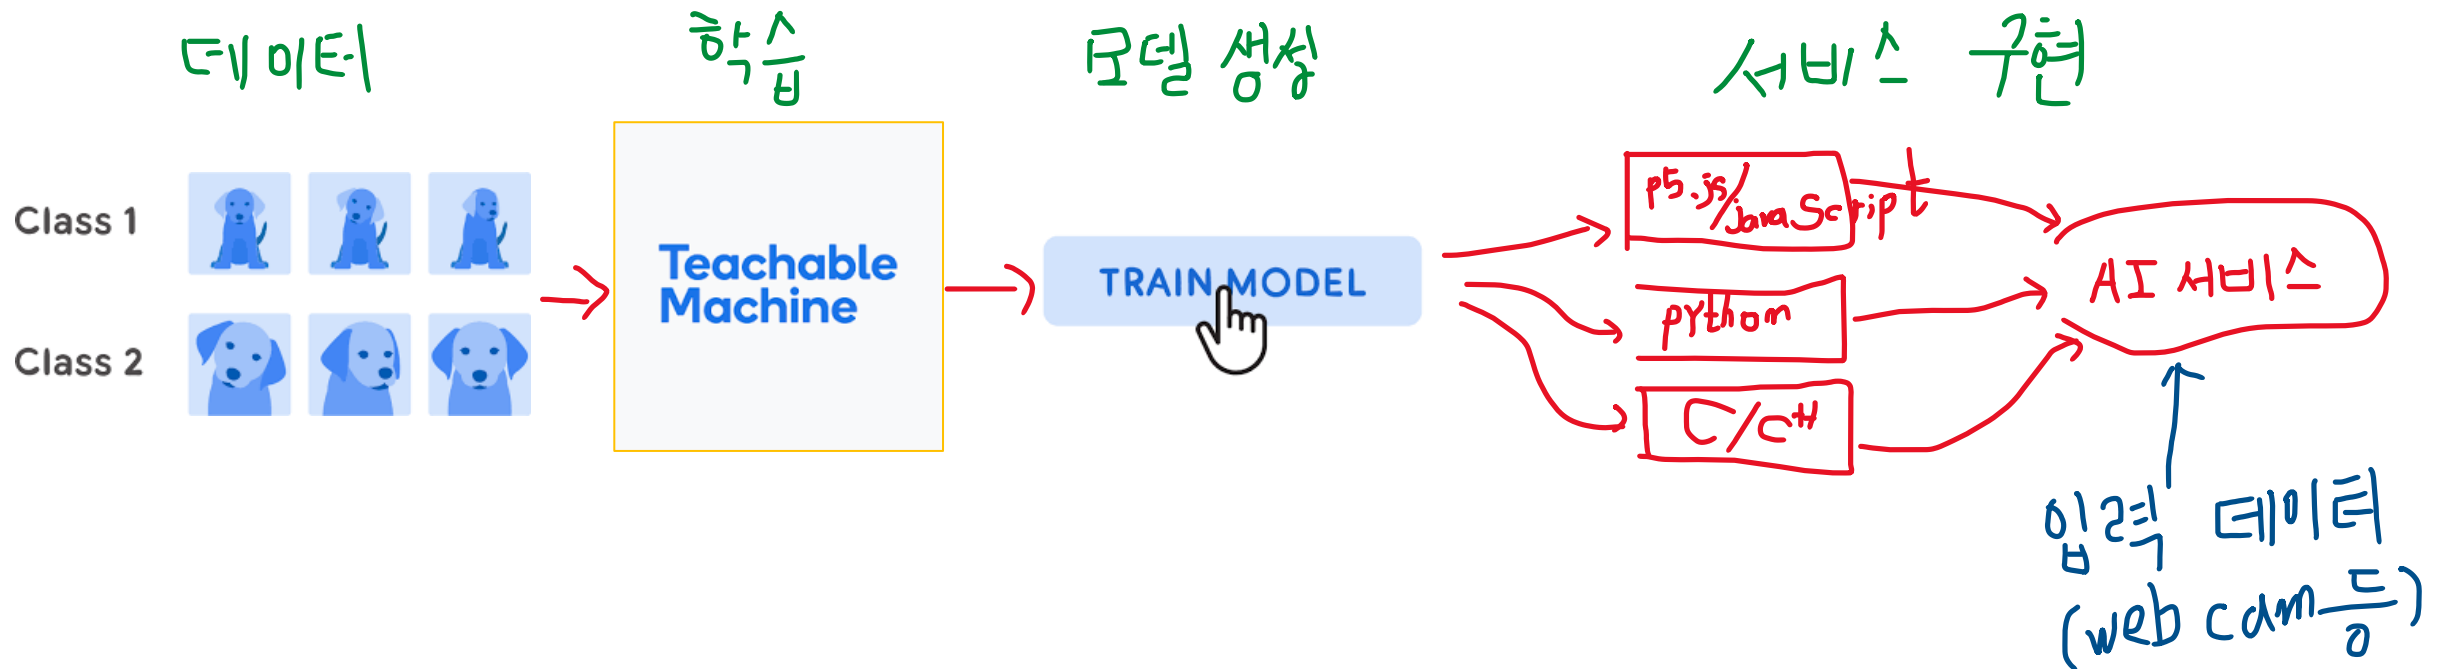 데이터
학습
모델 생성
서비스 구현
Class 1
Class 2
Teachable
Machine
TRAIN MODEL
p5.js/
javaScript
python
C/C++
AI 서비스
입력 데이터
(web cam 등)